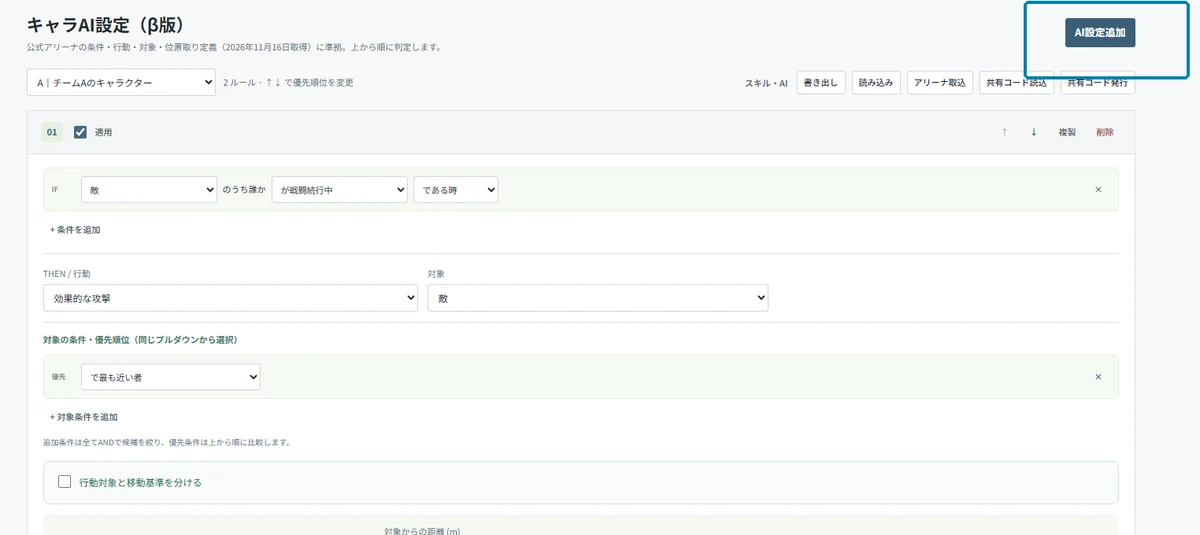 キャラAI設定（β版）
AI設定追加
公式アリーナの条件・行動・対象・位置取り定義（2026年11月16日取得）に準拠。上から順に判定します。
A｜チームAのキャラクター 2 ルール · ↑↓ で優先順位を変更 スキル・AI 書き出し 読み込み アリーナ取込 共有コード読込 共有コード発行
01 適用 ↑ ↓ 複製 削除
IF 敵 のうち誰か が戦闘続行中 である時 ×
+ 条件を追加
THEN / 行動 対象
効果的な攻撃 敵
対象の条件・優先順位（同じプルダウンから選択）
優先 で最も近い者 ×
+ 対象条件を追加
追加条件は全てANDで候補を絞り、優先条件は上から順に比較します。
行動対象と移動基準を分ける
対象からの距離 (m)